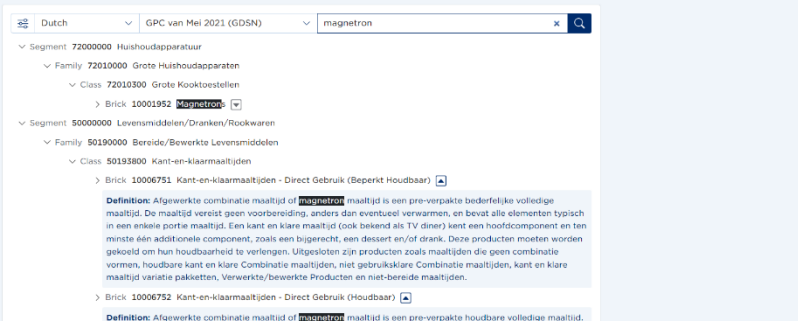 Dutch GPC van Mei 2021 (GDSN) magnetron ×
Segment 72000000 Huishoudapparatuur
Family 72010000 Grote Huishoudapparaten
Class 72010300 Grote Kooktoestellen
Brick 10001952 Magnetrons
Segment 50000000 Levensmiddelen/Dranken/Rookwaren
Family 50190000 Bereide/Bewerkte Levensmiddelen
Class 50193800 Kant-en-klaarmaaltijden
Brick 10006751 Kant-en-klaarmaaltijden - Direct Gebruik (Beperkt Houdbaar)
Definition: Afgewerkte combinatie maaltijd of magnetron maaltijd is een pre-verpakte bederfelijke volledige
maaltijd. De maaltijd vereist geen voorbereiding, anders dan eventueel verwarmen, en bevat alle elementen typisch
in een enkele portie maaltijd. Een kant en klare maaltijd (ook bekend als TV diner) kent een hoofdcomponent en ten
minste één additionele component, zoals een bijgerecht, een dessert en/of drank. Deze producten moeten worden
gekoeld om hun houdbaarheid te verlengen. Uitgesloten zijn producten zoals maaltijden die geen combinatie
vormen, houdbare kant en klare Combinatie maaltijden, niet gebruiksklare Combinatie maaltijden, kant en klare
maaltijd variatie pakketten, Verwerkte/bewerkte Producten en niet-bereide maaltijden.
Brick 10006752 Kant-en-klaarmaaltijden - Direct Gebruik (Houdbaar)
Definition: Afgewerkte combinatie maaltijd of magnetron maaltijd is een pre-verpakte houdbare volledige maaltijd.